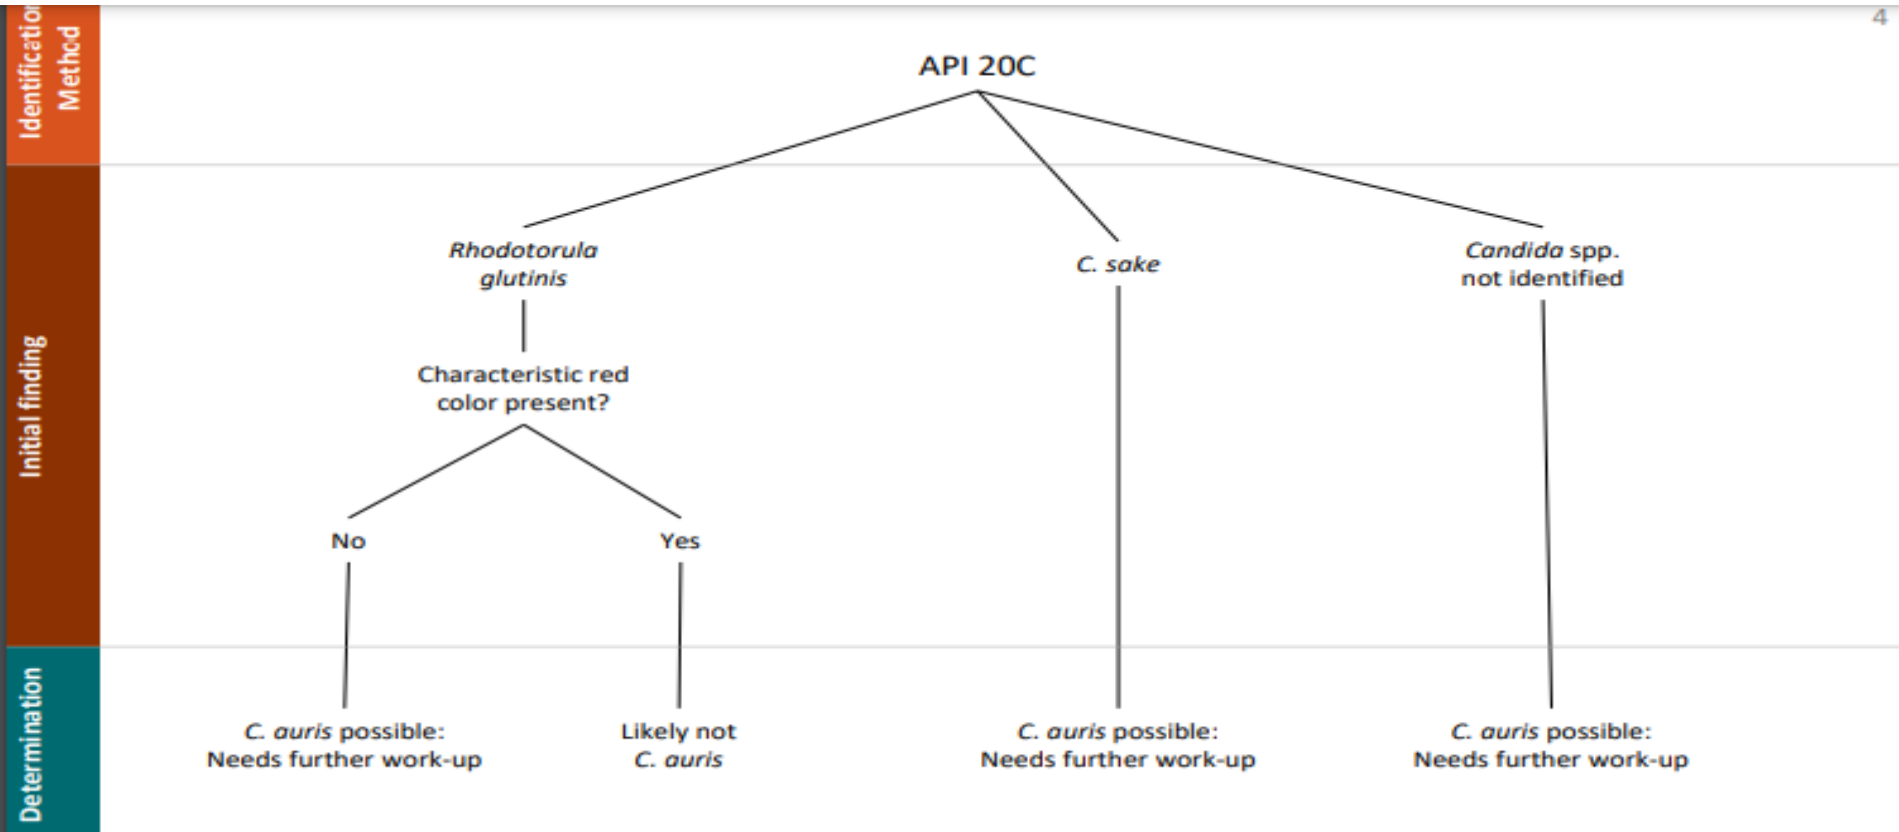 4
Identification
Method
API 20C
Initial finding
Rhodotorula
glutinis
C. sake
Candida spp.
not identified
Characteristic red
color present?
No
Yes
Determination
C. auris possible:
Needs further work-up
Likely not
C. auris
C. auris possible:
Needs further work-up
C. auris possible:
Needs further work-up